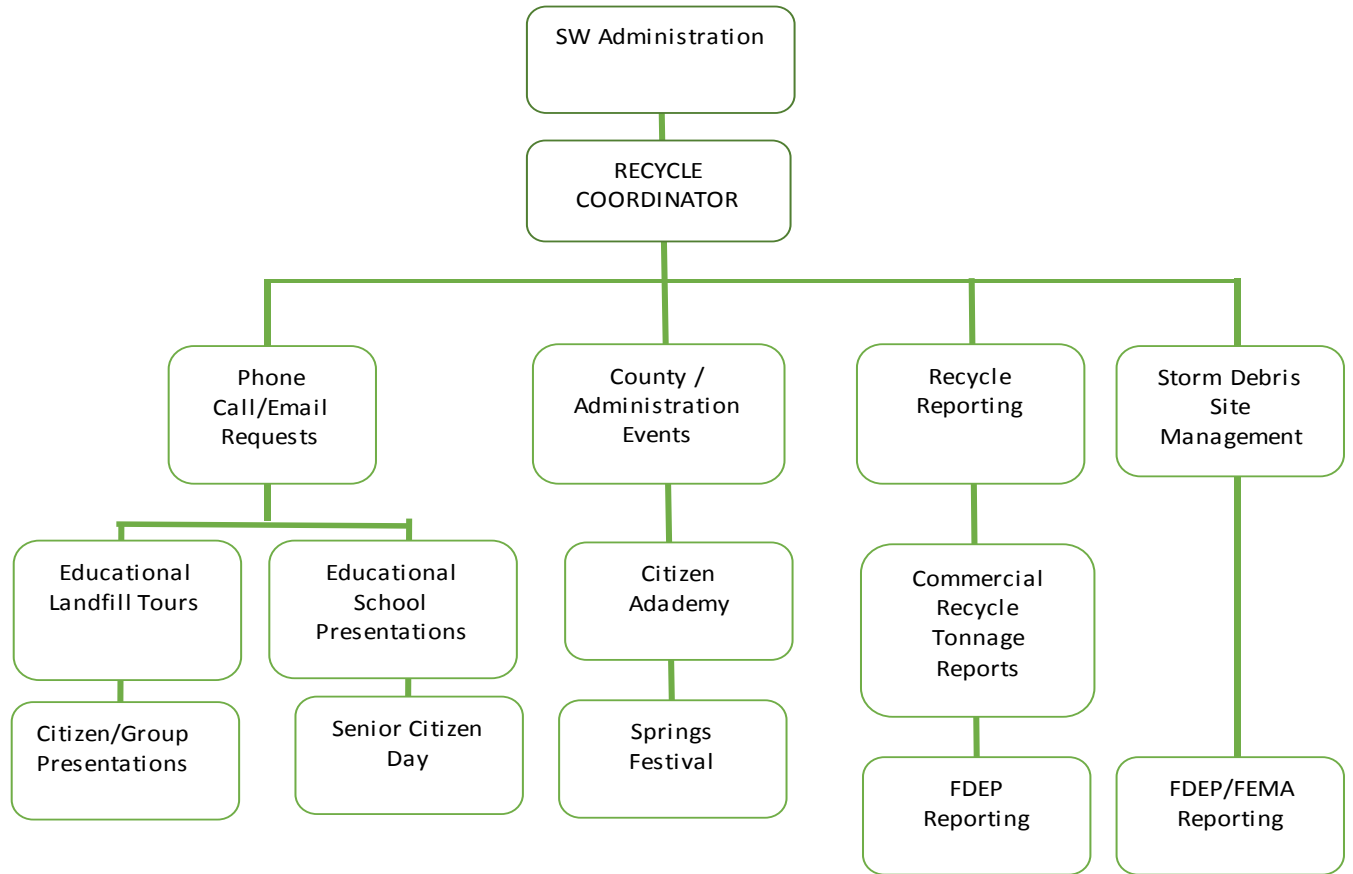 SW Administration
RECYCLE
COORDINATOR
Phone
Call/Email
Requests
County /
Administration
Events
Recycle
Reporting
Storm Debris
Site
Management
Educational
Landfill Tours
Educational
School
Presentations
Citizen
Adademy
Commercial
Recycle
Tonnage
Reports
Citizen/Group
Presentations
Senior Citizen
Day
Springs
Festival
FDEP
Reporting
FDEP/FEMA
Reporting